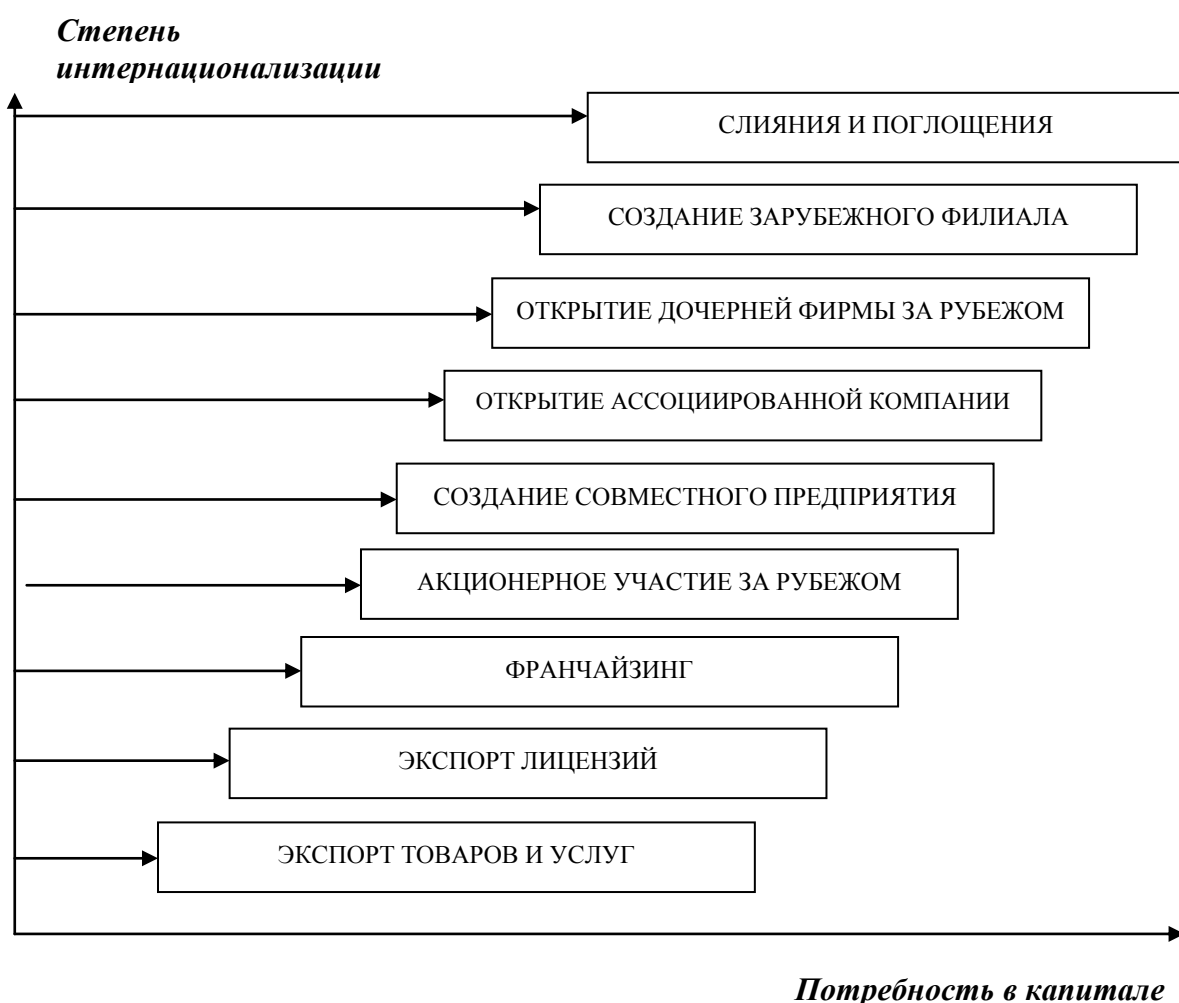 Степень
интернационализации
СЛИЯНИЯ И ПОГЛОЩЕНИЯ
СОЗДАНИЕ ЗАРУБЕЖНОГО ФИЛИАЛА
ОТКРЫТИЕ ДОЧЕРНЕЙ ФИРМЫ ЗА РУБЕЖОМ
ОТКРЫТИЕ АССОЦИИРОВАННОЙ КОМПАНИИ
СОЗДАНИЕ СОВМЕСТНОГО ПРЕДПРИЯТИЯ
АКЦИОНЕРНОЕ УЧАСТИЕ ЗА РУБЕЖОМ
ФРАНЧАЙЗИНГ
ЭКСПОРТ ЛИЦЕНЗИЙ
ЭКСПОРТ ТОВАРОВ И УСЛУГ
Потребность в капитале